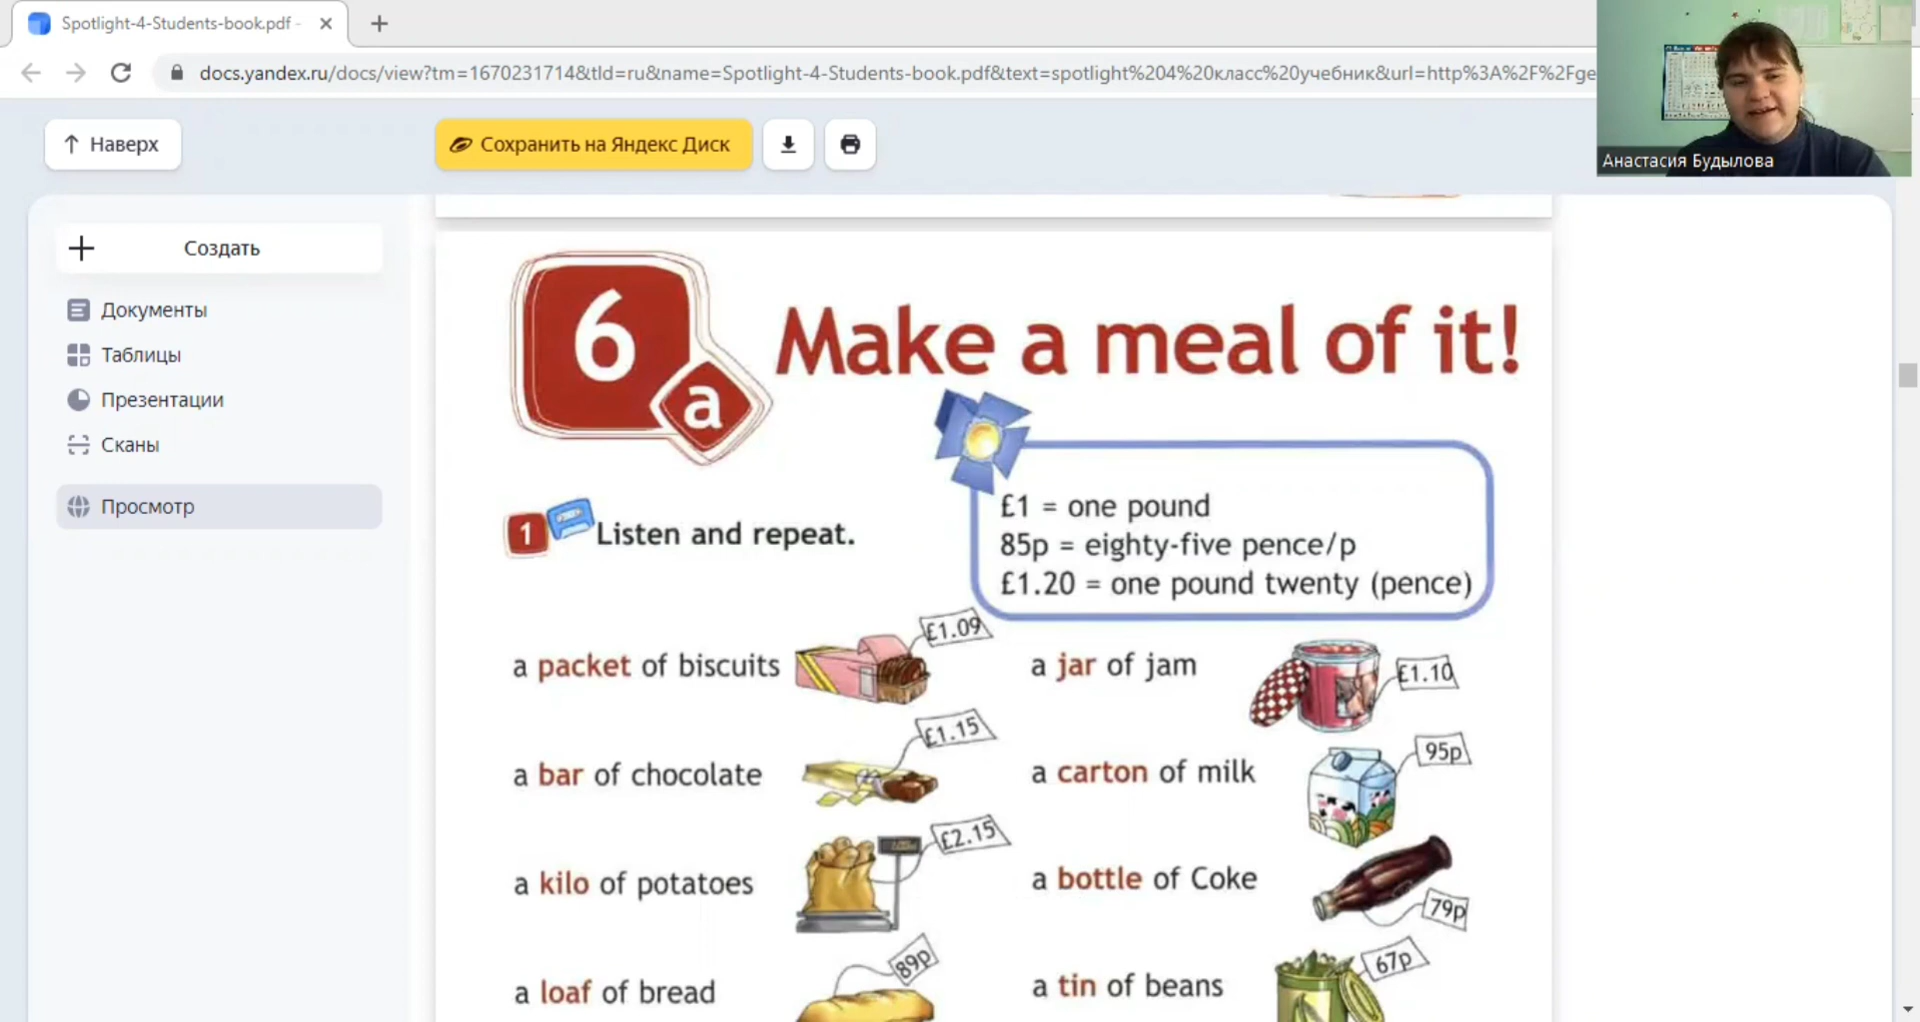 Spotlight-4-Students-book.pdf -
docs.yandex.ru/docs/view?tm=1670231714&tld=ru&name=Spotlight-4-Students-book.pdf&text=spotlight%204%20класс%20учебник&url=http%3A%2F%2Fge
Анастасия Будылова
Наверх
Сохранить на Яндекс Диск
Создать
Документы
Таблицы
Презентации
Сканы
Просмотр
6 a
Make a meal of it!
1 Listen and repeat.
£1 = one pound
85p = eighty-five pence/p
£1.20 = one pound twenty (pence)
a packet of biscuits £1.09
a jar of jam £1.10
a bar of chocolate £1.15
a carton of milk 95p
a kilo of potatoes £2.15
a bottle of Coke 79p
a loaf of bread 89p
a tin of beans 67p